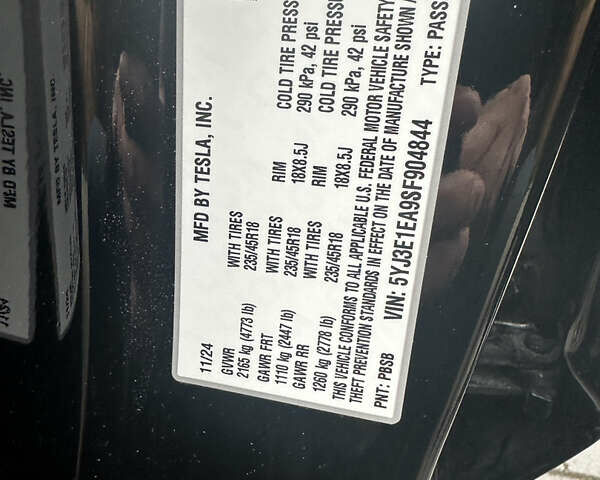 MFD BY TESLA, INC.
11/24
GVWR
2165 kg (4773 lb)
WITH TIRES
235/45R18
RIM
18X8.5J
COLD TIRE PRESS
290 kPa, 42 psi
GAWR FRT
1110 kg (2447 lb)
WITH TIRES
235/45R18
RIM
18X8.5J
COLD TIRE PRESS
290 kPa, 42 psi
GAWR RR
1260 kg (2778 lb)
THIS VEHICLE CONFORMS TO ALL APPLICABLE U.S. FEDERAL MOTOR VEHICLE SAFETY
THEFT PREVENTION STANDARDS IN EFFECT ON THE DATE OF MANUFACTURE SHOWN
VIN: 5YJ3E1EA9SF904844
PNT: PBSB
TYPE: PASS